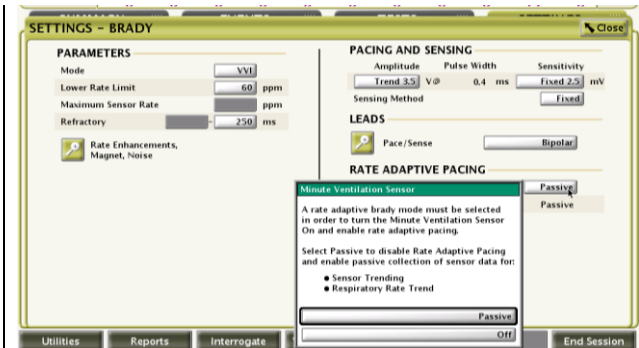 SETTINGS - BRADY
Close
PARAMETERS
Mode VVI
Lower Rate Limit 60 ppm
Maximum Sensor Rate ppm
Refractory - 250 ms
Rate Enhancements,
Magnet, Noise
PACING AND SENSING
Amplitude Pulse Width Sensitivity
Trend 3.5 V@ 0.4 ms Fixed 2.5 mV
Sensing Method Fixed
LEADS
Pace/Sense Bipolar
RATE ADAPTIVE PACING
Passive
Passive
Minute Ventilation Sensor
A rate adaptive brady mode must be selected
in order to turn the Minute Ventilation Sensor
On and enable rate adaptive pacing.
Select Passive to disable Rate Adaptive Pacing
and enable passive collection of sensor data for:
• Sensor Trending
• Respiratory Rate Trend
Passive
Off
Utilities Reports Interrogate End Session